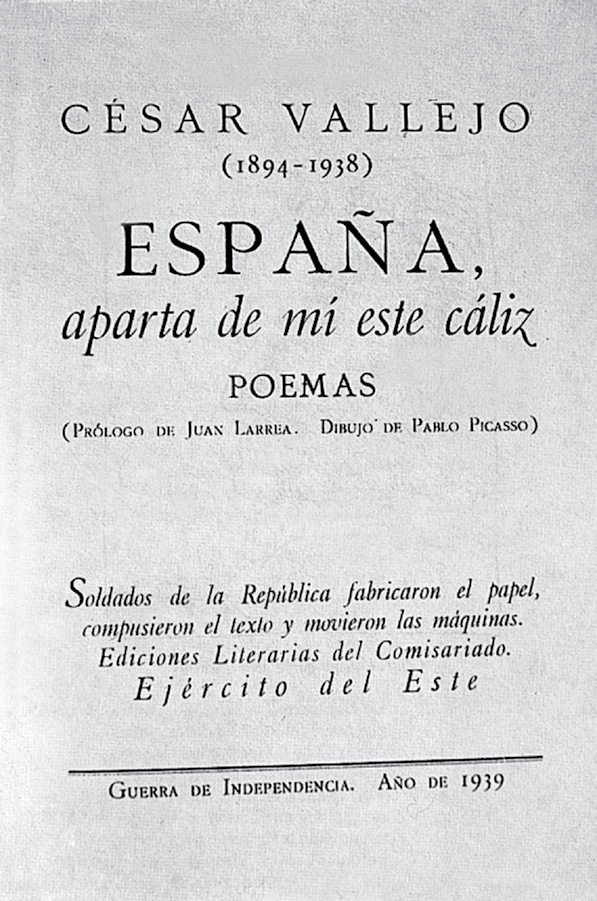 CÉSAR VALLEJO
(1894-1938)
ESPAÑA,
aparta de mí este cáliz
POEMAS
(PRÓLOGO DE JUAN LARREA. DIBUJO DE PABLO PICASSO)
Soldados de la República fabricaron el papel,
compusieron el texto y movieron las máquinas.
Ediciones Literarias del Comisariado.
Ejército del Este
GUERRA DE INDEPENDENCIA. AÑO DE 1939